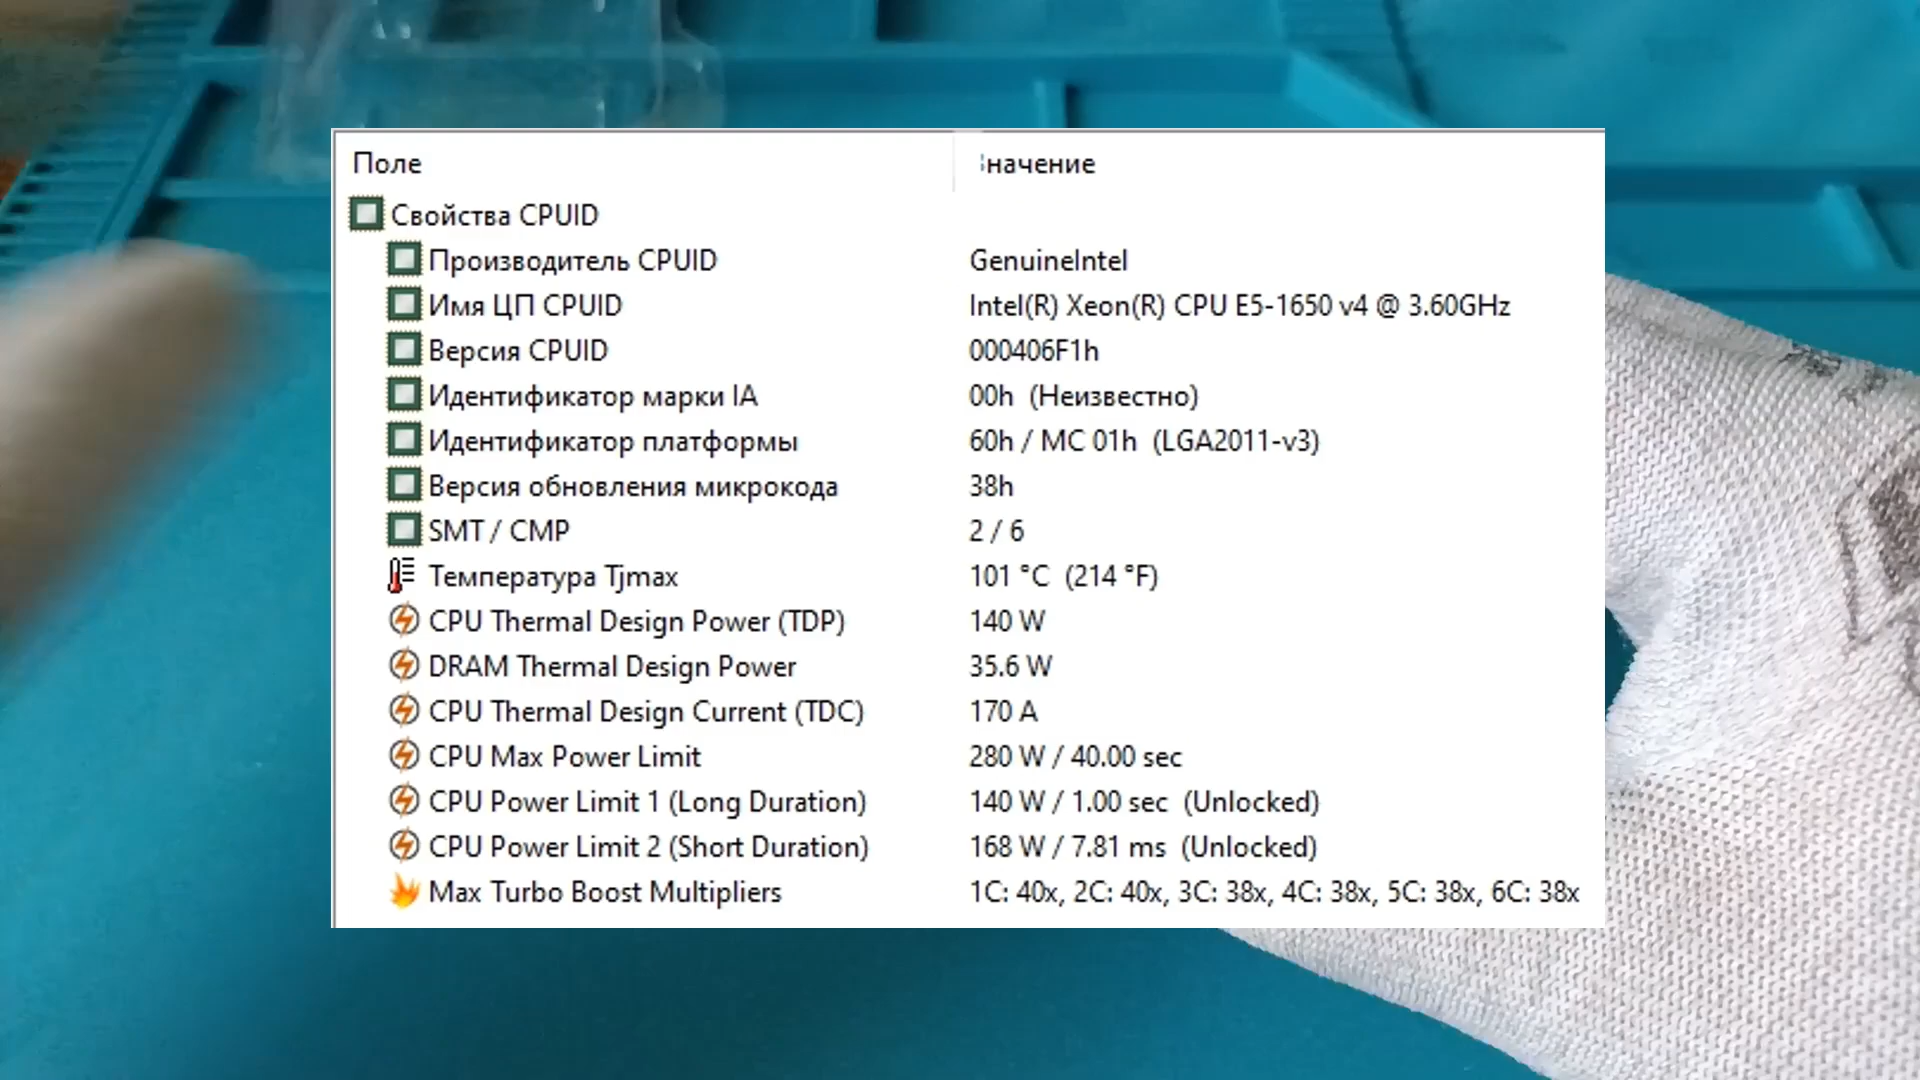 Поле Значение
Свойства CPUID
Производитель CPUID GenuineIntel
Имя ЦП CPUID Intel(R) Xeon(R) CPU E5-1650 v4 @ 3.60GHz
Версия CPUID 000406F1h
Идентификатор марки IA 00h (Неизвестно)
Идентификатор платформы 60h / MC 01h (LGA2011-v3)
Версия обновления микрокода 38h
SMT / CMP 2 / 6
Температура Tjmax 101 °C (214 °F)
CPU Thermal Design Power (TDP) 140 W
DRAM Thermal Design Power 35.6 W
CPU Thermal Design Current (TDC) 170 A
CPU Max Power Limit 280 W / 40.00 sec
CPU Power Limit 1 (Long Duration) 140 W / 1.00 sec (Unlocked)
CPU Power Limit 2 (Short Duration) 168 W / 7.81 ms (Unlocked)
Max Turbo Boost Multipliers 1C: 40x, 2C: 40x, 3C: 38x, 4C: 38x, 5C: 38x, 6C: 38x